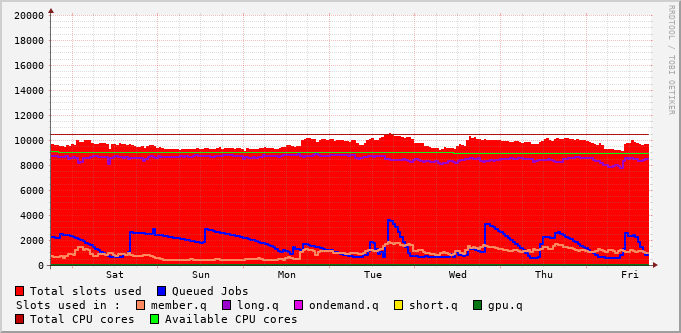 20000
18000
16000
14000
12000
10000
8000
6000
4000
2000
0
Sat Sun Mon Tue Wed Thu Fri
RRDTOOL / TOBI OETIKER
Total slots used Queued Jobs
Slots used in : member.q long.q ondemand.q short.q gpu.q
Total CPU cores Available CPU cores